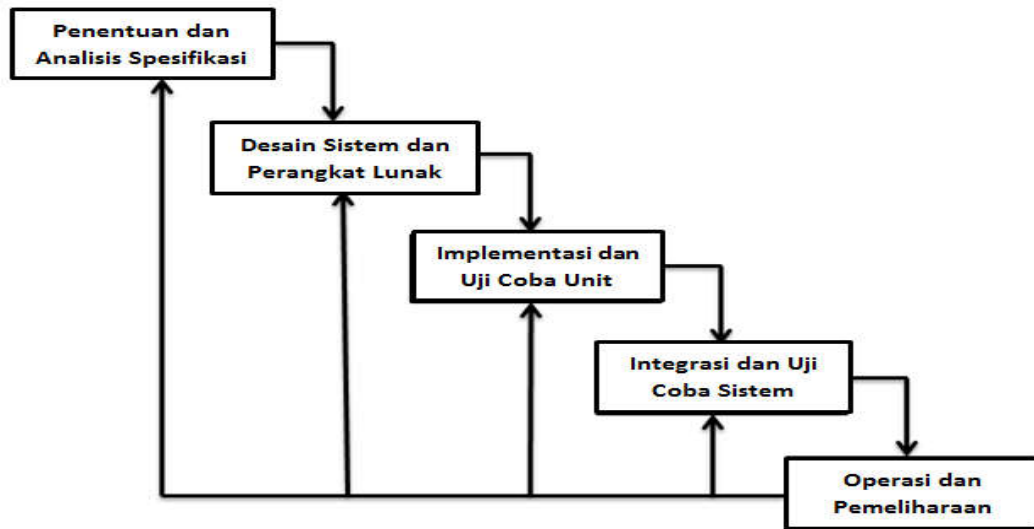 Penentuan dan
Analisis Spesifikasi
Desain Sistem dan
Perangkat Lunak
Implementasi dan
Uji Coba Unit
Integrasi dan Uji
Coba Sistem
Operasi dan
Pemeliharaan